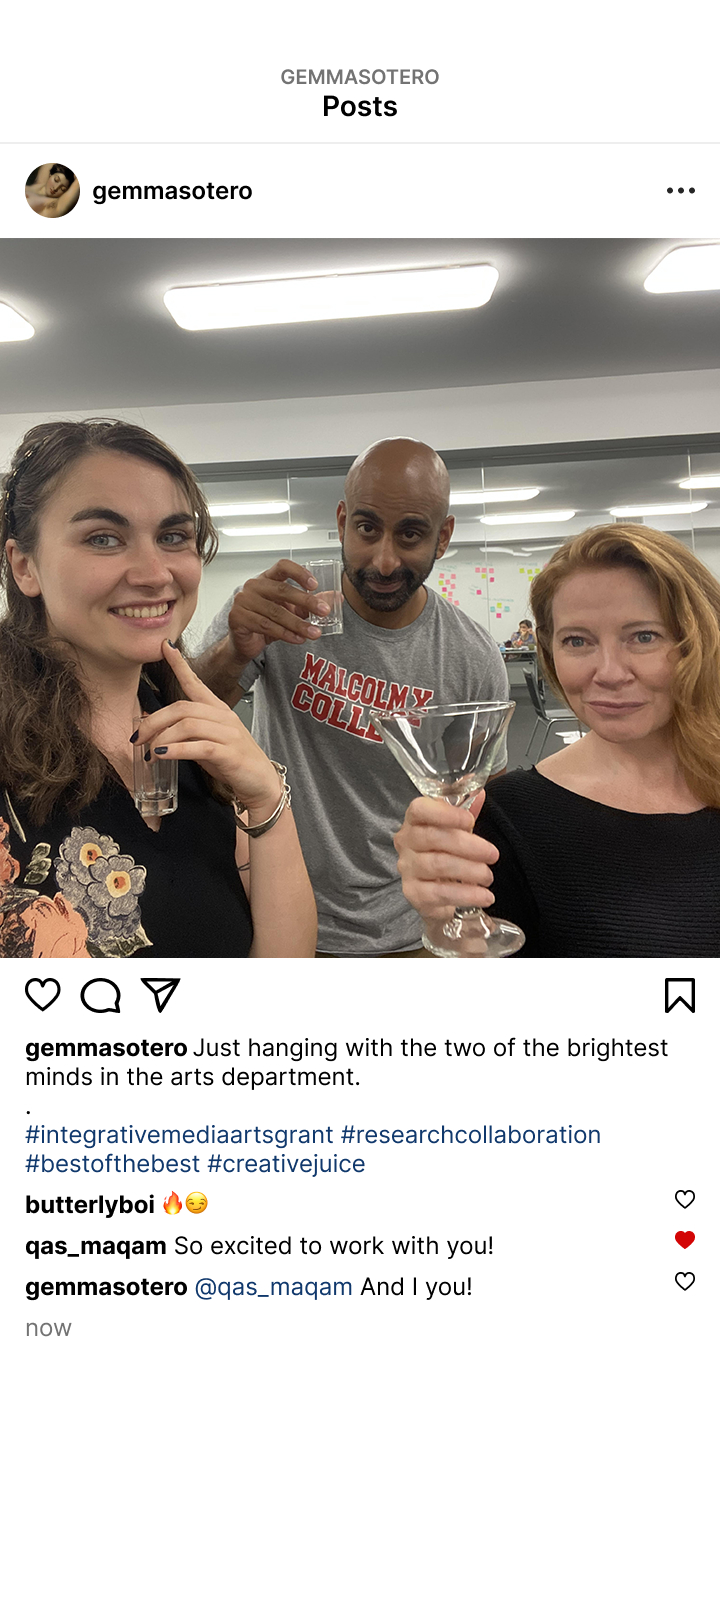 GEMMASOTERO
Posts
gemmasotero
MALCOLM X
COLLE
gemmasotero Just hanging with the two of the brightest
minds in the arts department.
.
#integrativemediaartsgrant #researchcollaboration
#bestofthebest #creativejuice
butterlyboi 🔥😏
qas_maqam So excited to work with you!
gemmasotero @qas_maqam And I you!
now